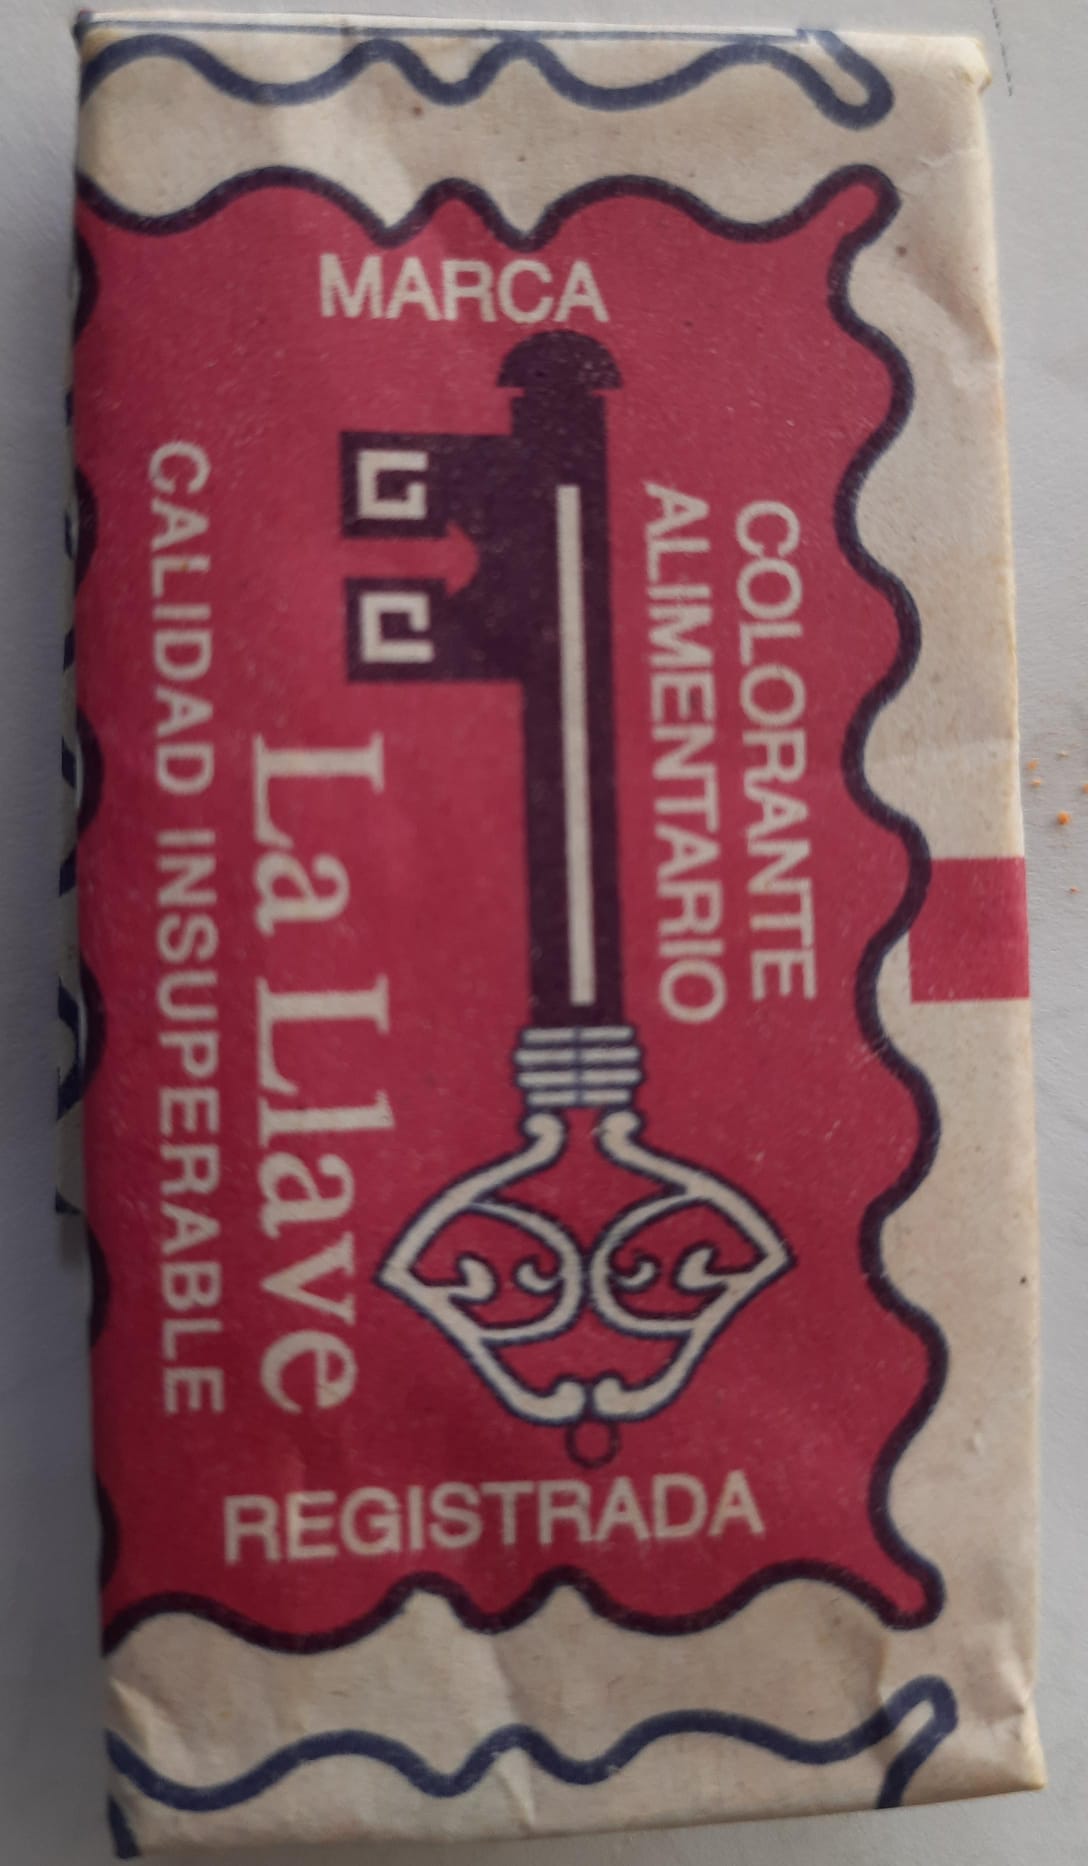 MARCA
COLORANTE
ALIMENTARIO
La Llave
CALIDAD INSUPERABLE
REGISTRADA